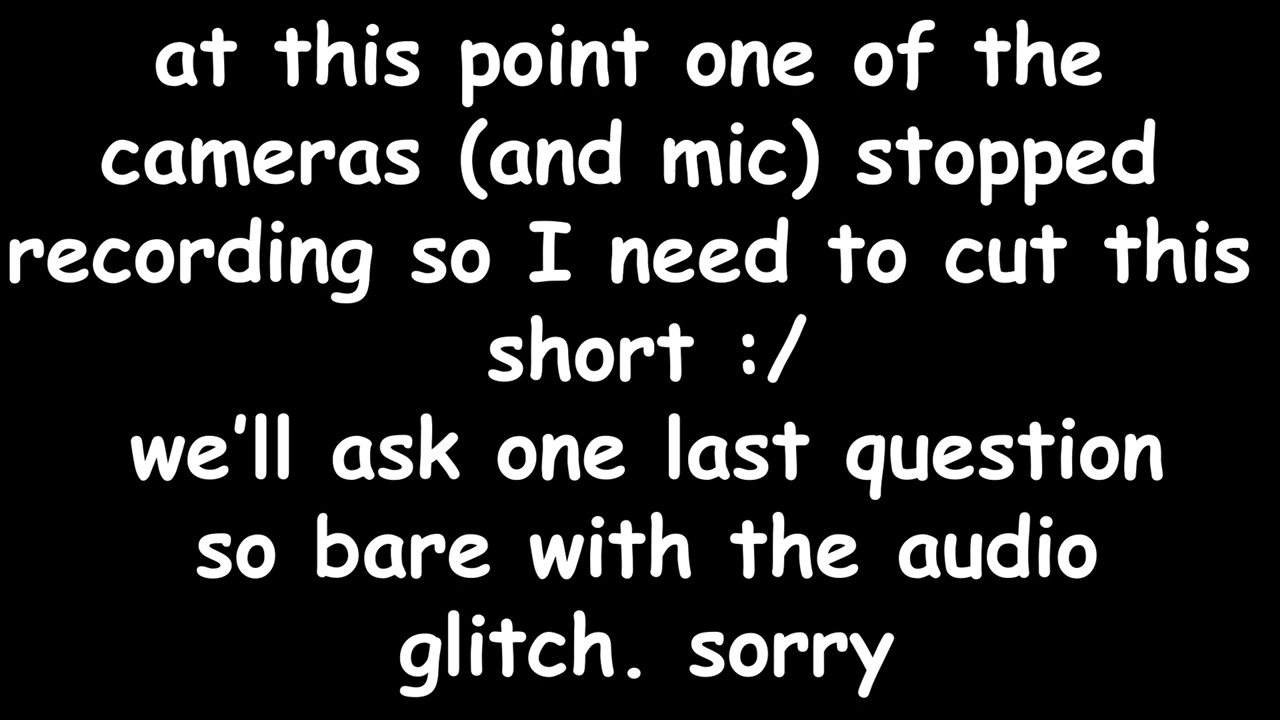 at this point one of the
cameras (and mic) stopped
recording so I need to cut this
short :/
we'll ask one last question
so bare with the audio
glitch. sorry